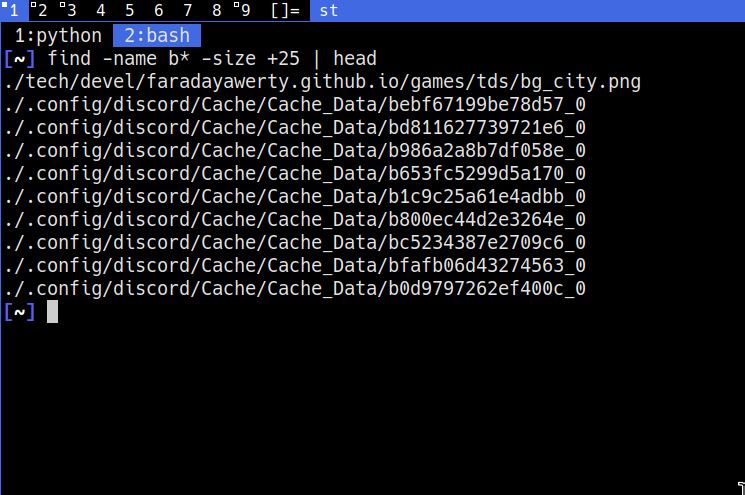 1 2 3 4 5 6 7 8 9 []= st
1:python 2:bash
[~] find -name b* -size +25 | head
./tech/devel/faradayawerty.github.io/games/tds/bg_city.png
./.config/discord/Cache/Cache_Data/bebf67199be78d57_0
./.config/discord/Cache/Cache_Data/bd811627739721e6_0
./.config/discord/Cache/Cache_Data/b986a2a8b7df058e_0
./.config/discord/Cache/Cache_Data/b653fc5299d5a170_0
./.config/discord/Cache/Cache_Data/b1c9c25a61e4adbb_0
./.config/discord/Cache/Cache_Data/b800ec44d2e3264e_0
./.config/discord/Cache/Cache_Data/bc5234387e2709c6_0
./.config/discord/Cache/Cache_Data/bfafb06d43274563_0
./.config/discord/Cache/Cache_Data/b0d9797262ef400c_0
[~]